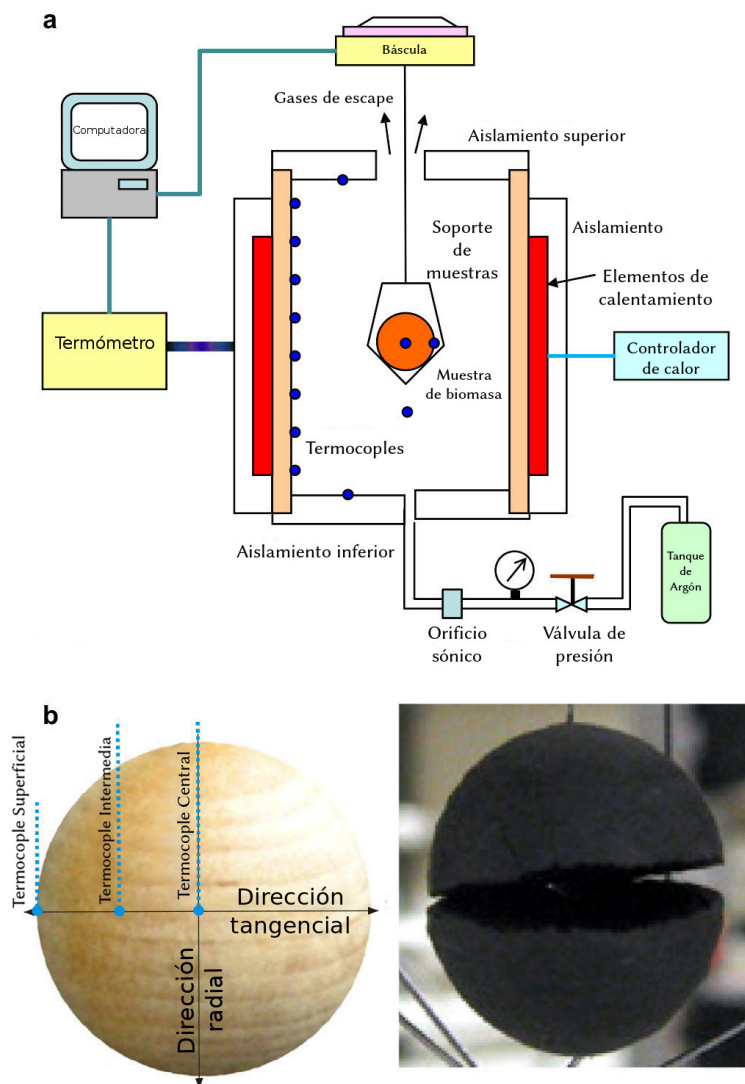 a
Báscula
Gases de escape
Computadora
Aislamiento superior
Soporte
de
muestras
Aislamiento
Elementos de
calentamiento
Termómetro
Controlador
de calor
Muestra
de biomasa
Termocoples
Aislamiento inferior
Tanque
de
Argón
Orificio
sónico
Válvula de
presión
b
Termocople Superficial
Termocople Intermedia
Termocople Central
Dirección
tangencial
Dirección
radial